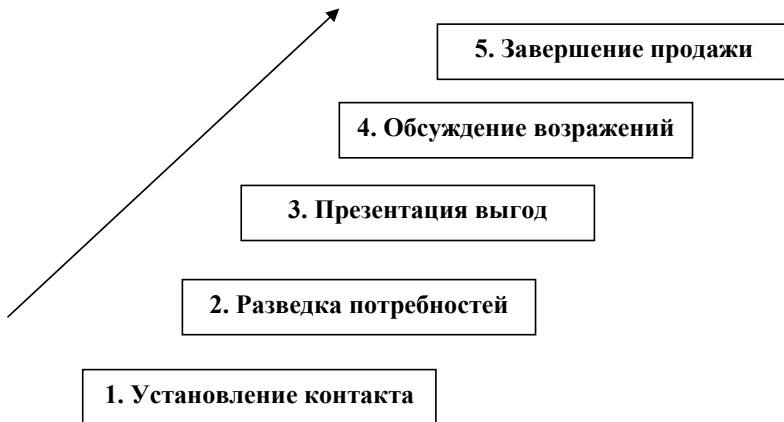 5. Завершение продажи
4. Обсуждение возражений
3. Презентация выгод
2. Разведка потребностей
1. Установление контакта